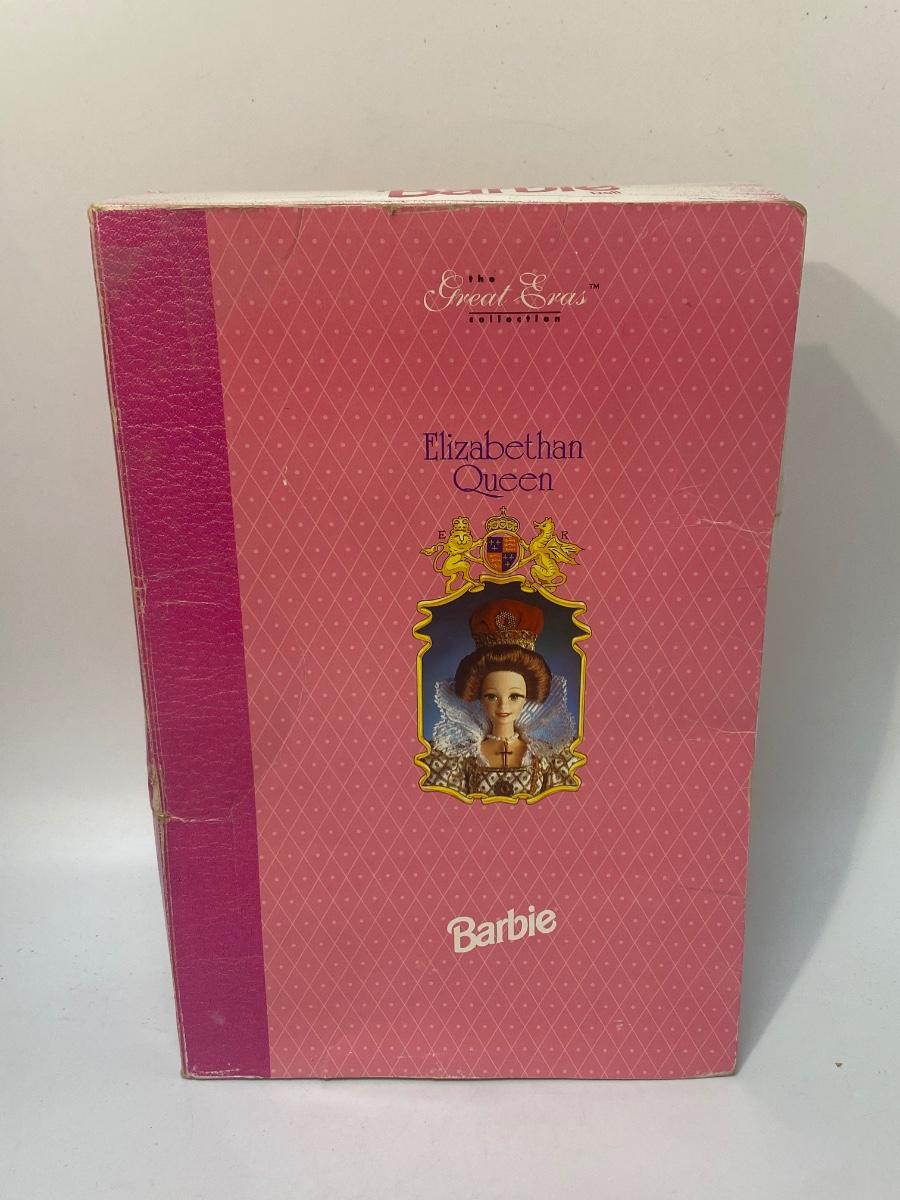 Barbie
the
Great Eras™
collection
Elizabethan
Queen
E R
Barbie